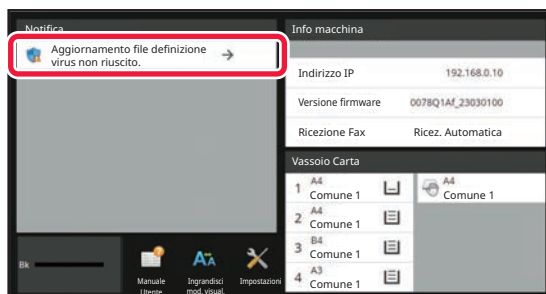 Notifica
Aggiornamento file definizione
virus non riuscito.
Info macchina
Indirizzo IP 192.168.0.10
Versione firmware 0078Q1Af_23030100
Ricezione Fax Ricez. Automatica
Vassoio Carta
1 A4
Comune 1
A4
Comune 1
2 A4
Comune 1
3 B4
Comune 1
4 A3
Comune 1
Bk
Manuale
Utente
Ingrandisci
mod. visual.
Impostazioni